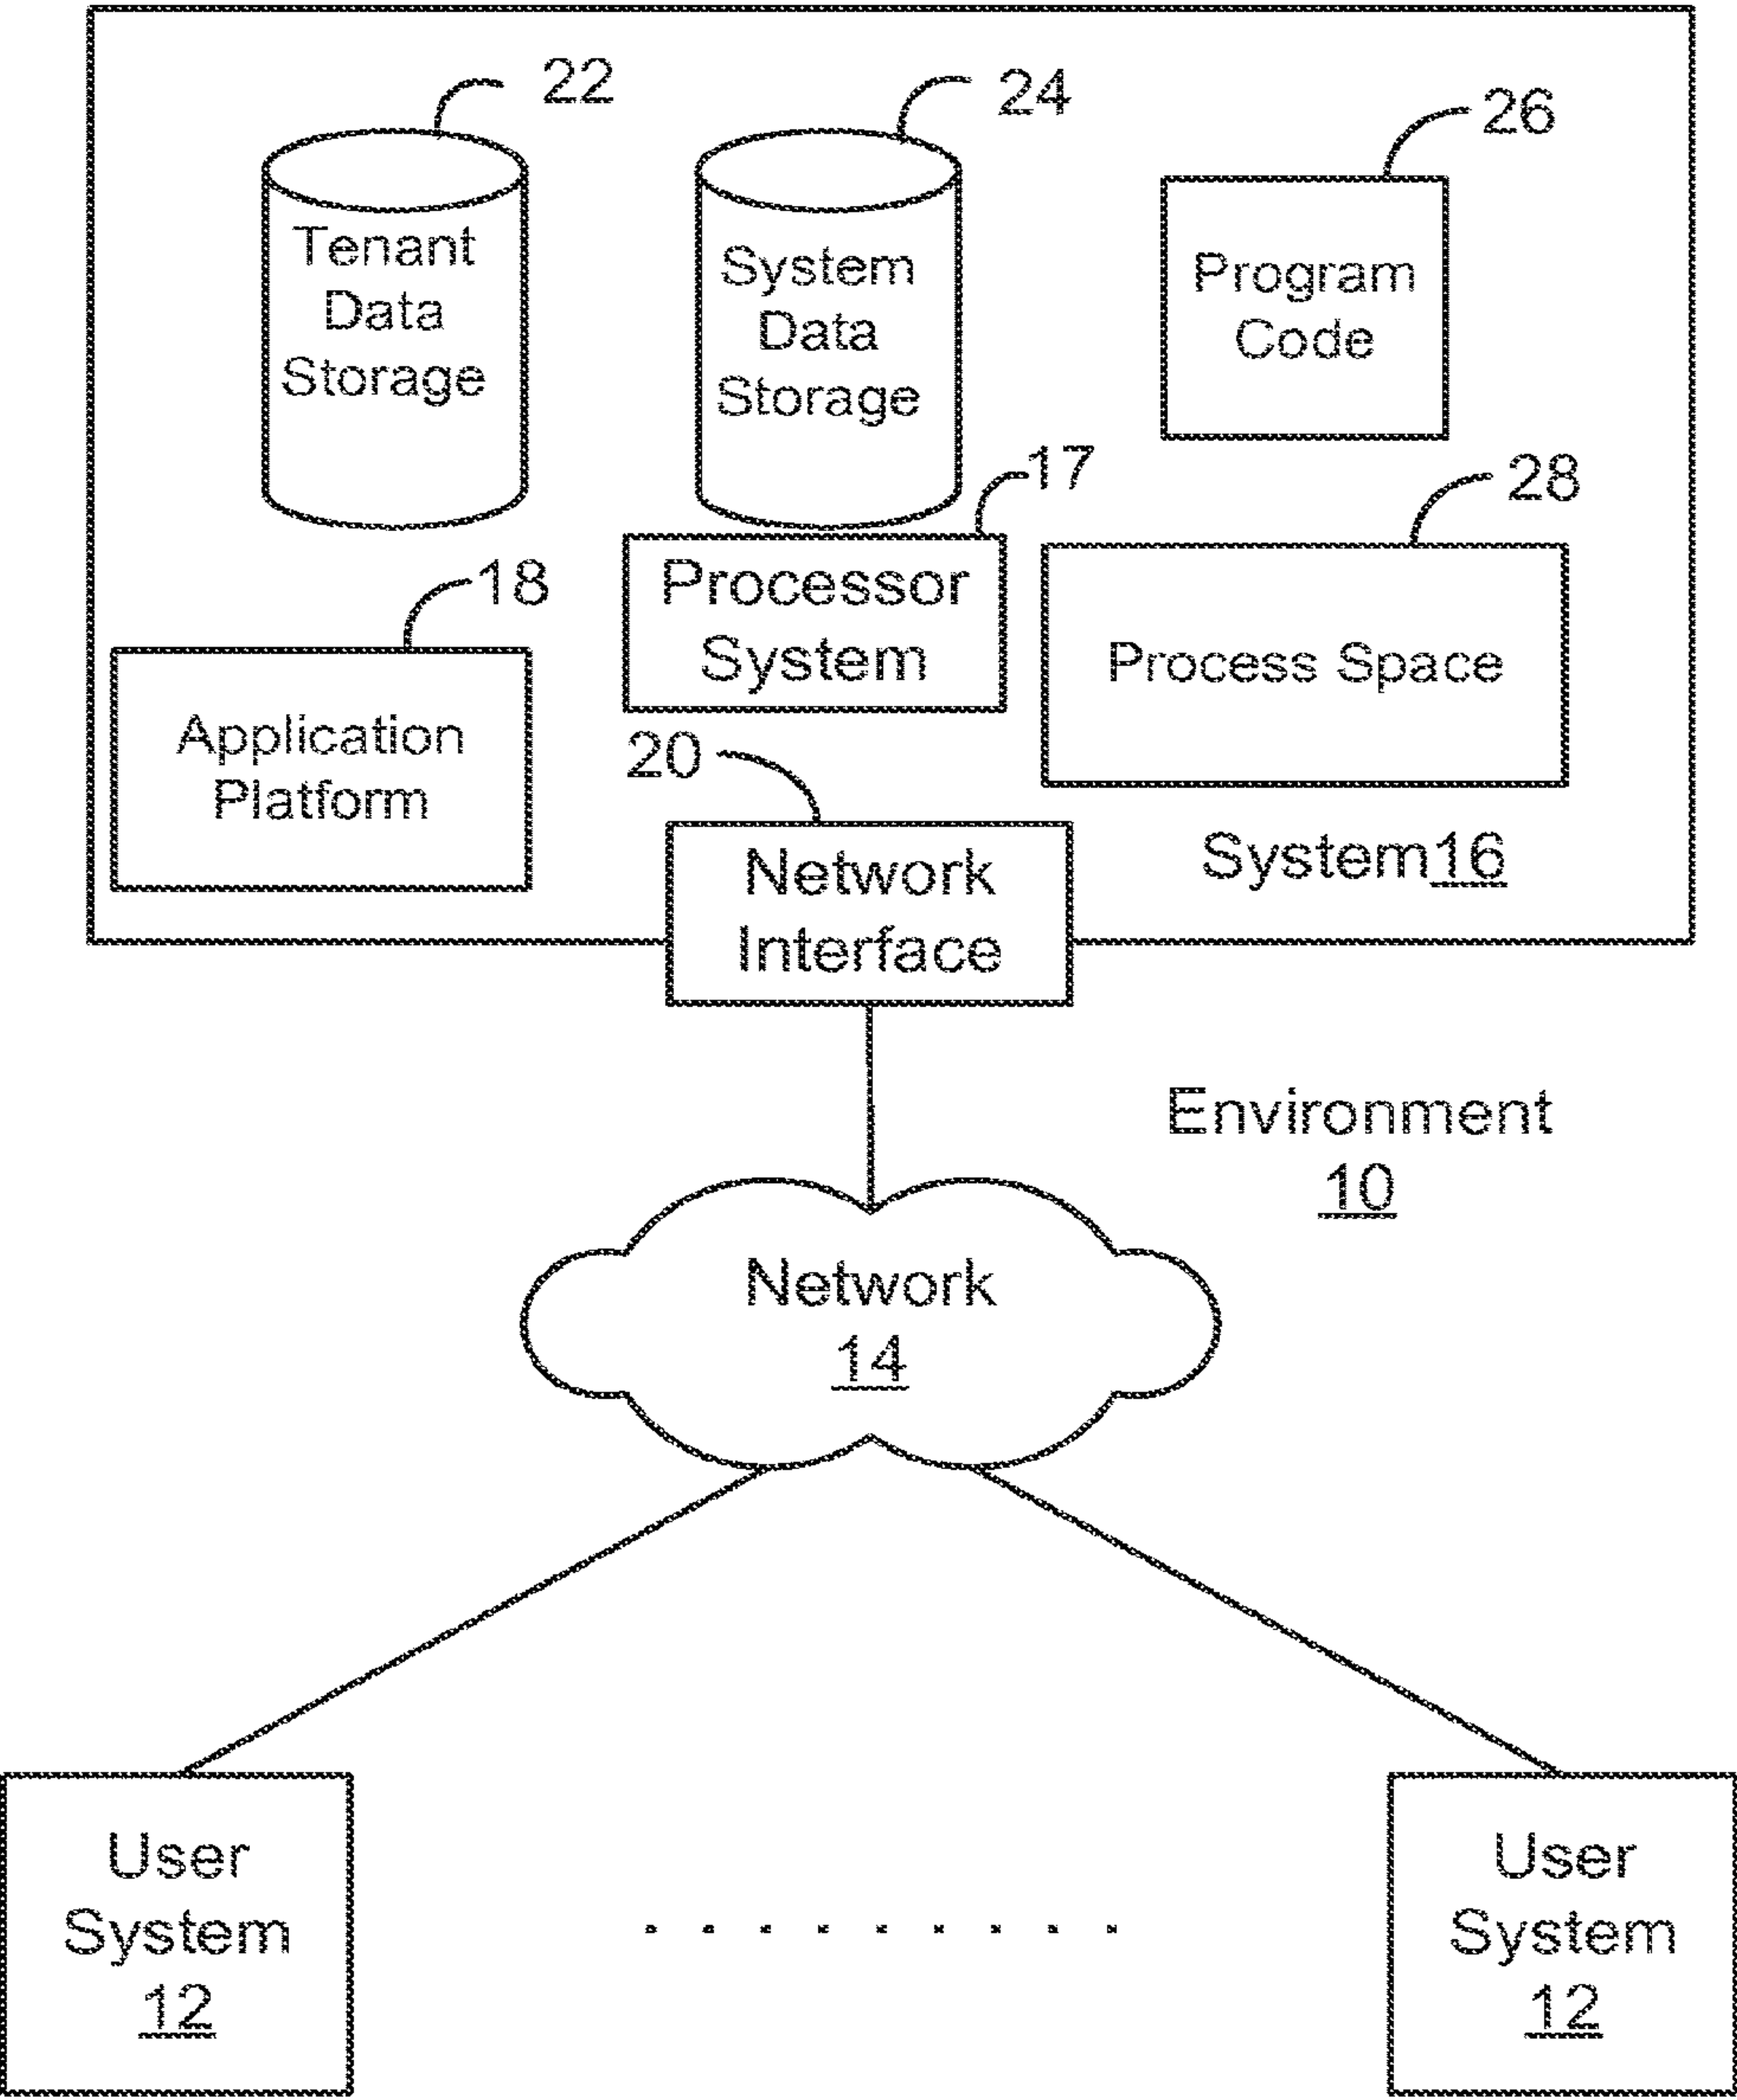 22
24
26
Tenant
Data
Storage
System
Data
Storage
Program
Code
17
28
18
Processor
System
Process Space
Application
Platform
20
Network
Interface
System16
Environment
10
Network
14
User
System
12
User
System
12